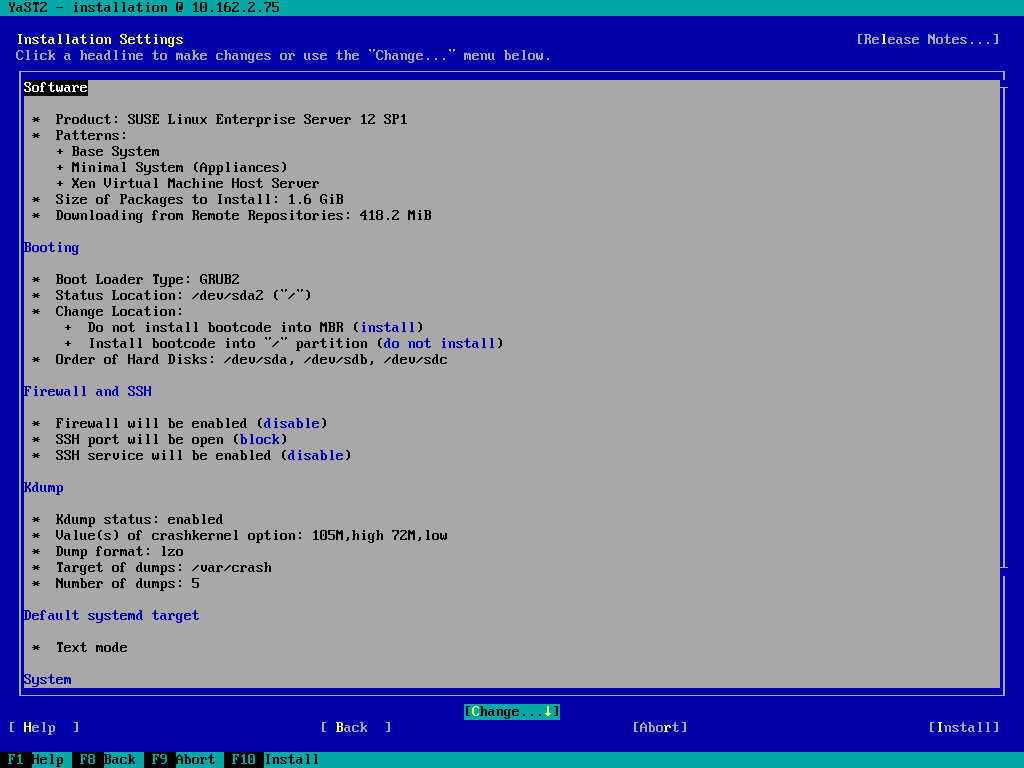 YaST2 - installation @ 10.162.2.75
Installation Settings [Release Notes...]
Click a headline to make changes or use the "Change..." menu below.
Software
* Product: SUSE Linux Enterprise Server 12 SP1
* Patterns:
+ Base System
+ Minimal System (Appliances)
+ Xen Virtual Machine Host Server
* Size of Packages to Install: 1.6 GiB
* Downloading from Remote Repositories: 418.2 MiB
Booting
* Boot Loader Type: GRUB2
* Status Location: /dev/sda2 ("/")
* Change Location:
+ Do not install bootcode into MBR (install)
+ Install bootcode into "/" partition (do not install)
* Order of Hard Disks: /dev/sda, /dev/sdb, /dev/sdc
Firewall and SSH
* Firewall will be enabled (disable)
* SSH port will be open (block)
* SSH service will be enabled (disable)
Kdump
* Kdump status: enabled
* Value(s) of crashkernel option: 105M,high 72M,low
* Dump format: lzo
* Target of dumps: /var/crash
* Number of dumps: 5
Default systemd target
* Text mode
System
[Change...↓]
[ Help ] [ Back ] [Abort] [Install]
F1 Help F8 Back F9 Abort F10 Install